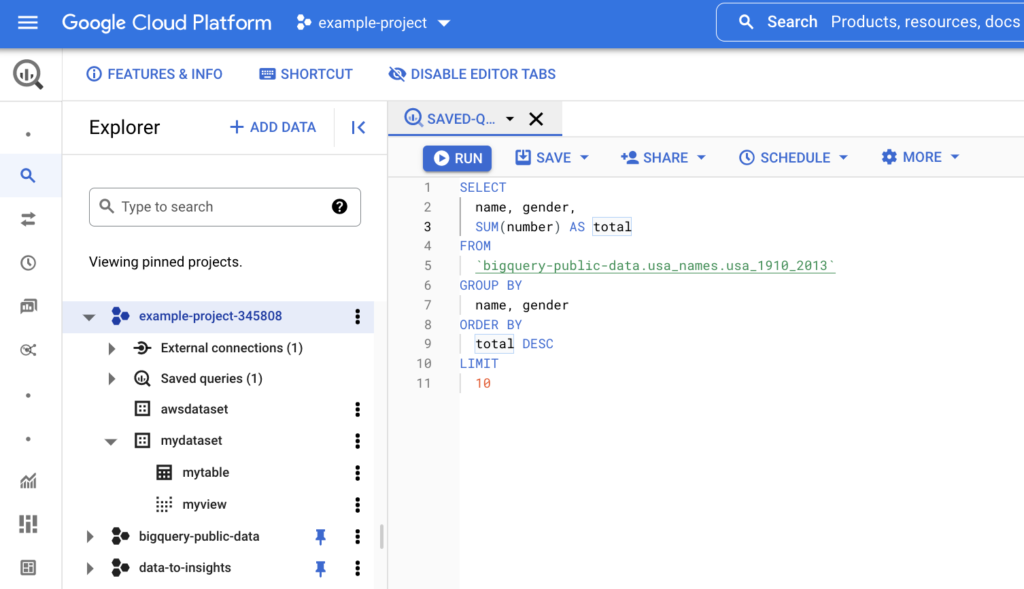 Google Cloud Platform example-project Search Products, resources, docs
FEATURES & INFO SHORTCUT DISABLE EDITOR TABS
Explorer + ADD DATA
Type to search
Viewing pinned projects.
example-project-345808
External connections (1)
Saved queries (1)
awsdataset
mydataset
mytable
myview
bigquery-public-data
data-to-insights
SAVED-Q...
RUN SAVE SHARE SCHEDULE MORE
1 SELECT
2 name, gender,
3 SUM(number) AS total
4 FROM
5 `bigquery-public-data.usa_names.usa_1910_2013`
6 GROUP BY
7 name, gender
8 ORDER BY
9 total DESC
10 LIMIT
11 10